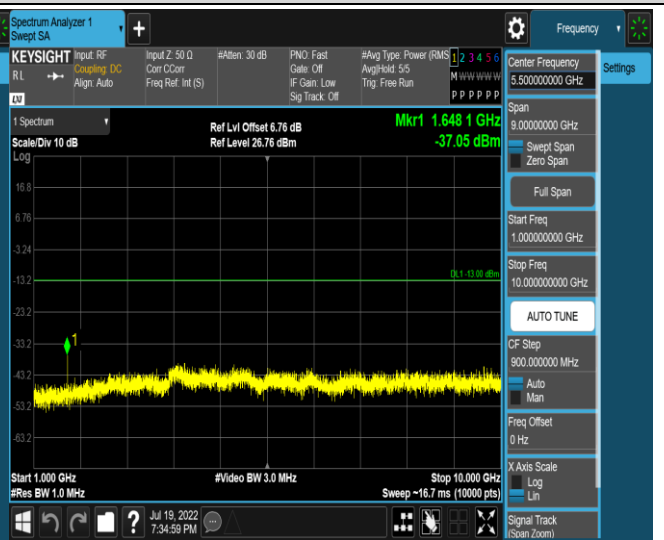 Spectrum Analyzer 1
Swept SA
+
Frequency
KEYSIGHT
RL
LXI
Input: RF
Coupling: DC
Align: Auto
Input Z: 50 Ω
Corr CCorr
Freq Ref: Int (S)
#Atten: 30 dB
PNO: Fast
Gate: Off
IF Gain: Low
Sig Track: Off
#Avg Type: Power (RMS
Avg|Hold: 5/5
Trig: Free Run
1 2 3 4 5 6
M W W W W W
P P P P P P
1 Spectrum
Scale/Div 10 dB
Ref Lvl Offset 6.76 dB
Ref Level 26.76 dBm
Mkr1 1.648 1 GHz
-37.05 dBm
Log
16.8
6.76
-3.24
-13.2
-23.2
-33.2
-43.2
-53.2
-63.2
DL1 -13.00 dBm
1
Start 1.000 GHz
#Res BW 1.0 MHz
#Video BW 3.0 MHz
Stop 10.000 GHz
Sweep ~16.7 ms (10000 pts)
?
Jul 19, 2022
7:34:59 PM
Center Frequency
5.500000000 GHz
Span
9.00000000 GHz
Swept Span
Zero Span
Full Span
Start Freq
1.000000000 GHz
Stop Freq
10.000000000 GHz
AUTO TUNE
CF Step
900.000000 MHz
Auto
Man
Freq Offset
0 Hz
X Axis Scale
Log
Lin
Signal Track
(Span Zoom)
Settings